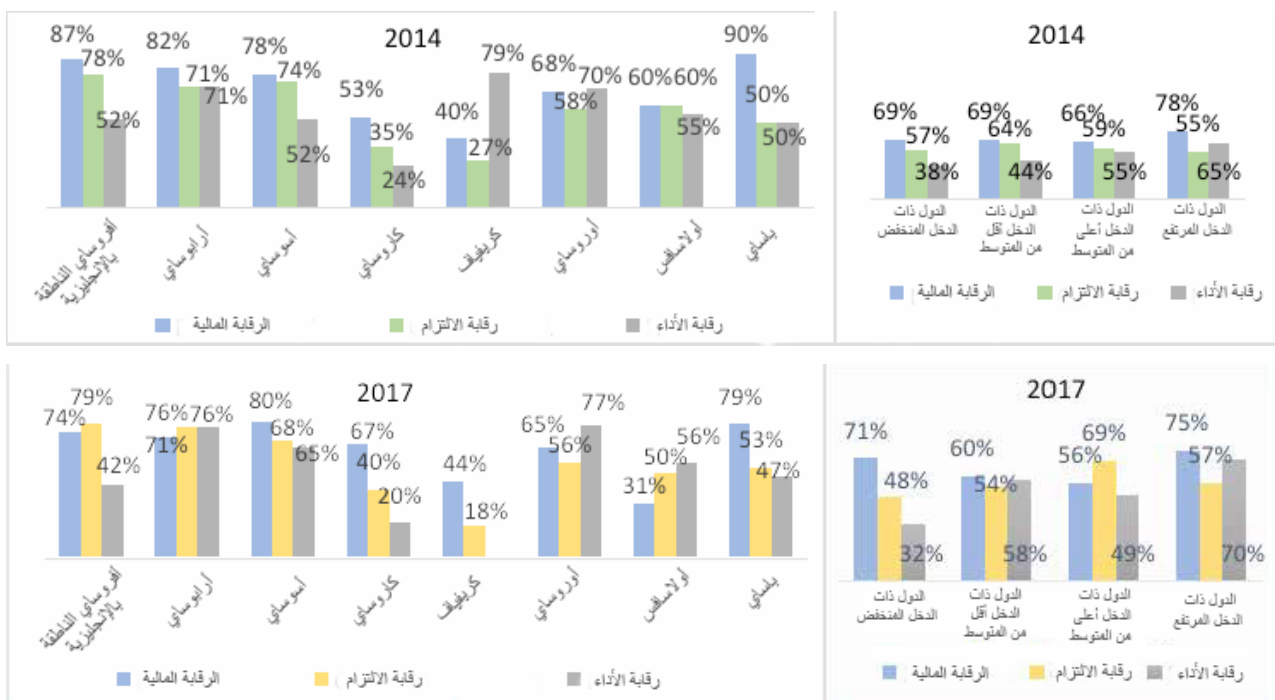 2014
87% 78% 52%
82% 71% 71%
78% 74% 52%
53% 35% 24%
40% 27% 79%
68% 58% 70%
60% 60% 55%
90% 50% 50%
أفروساي الناطقة
بالإنجليزية
أرابوساي
أسوساي
كاروساي
كريفياف
أوروساي
أولاسافس
باساي
الرقابة المالية
رقابة الالتزام
رقابة الأداء
2014
69% 57% 38%
69% 64% 44%
66% 59% 55%
78% 55% 65%
الدول ذات
الدخل المنخفض
الدول ذات
الدخل أقل
من المتوسط
الدول ذات
الدخل أعلى
من المتوسط
الدول ذات
الدخل المرتفع
الرقابة المالية
رقابة الالتزام
رقابة الأداء
2017
74% 79% 42%
71% 76% 76%
80% 68% 65%
67% 40% 20%
44% 18%
65% 56% 77%
31% 50% 56%
79% 53% 47%
أفروساي الناطقة
بالإنجليزية
أرابوساي
أسوساي
كاروساي
كريفياف
أوروساي
أولاسافس
باساي
الرقابة المالية
رقابة الالتزام
رقابة الأداء
2017
71% 48% 32%
60% 54% 58%
56% 69% 49%
75% 57% 70%
الدول ذات
الدخل المنخفض
الدول ذات
الدخل أقل
من المتوسط
الدول ذات
الدخل أعلى
من المتوسط
الدول ذات
الدخل المرتفع
الرقابة المالية
رقابة الالتزام
رقابة الأداء